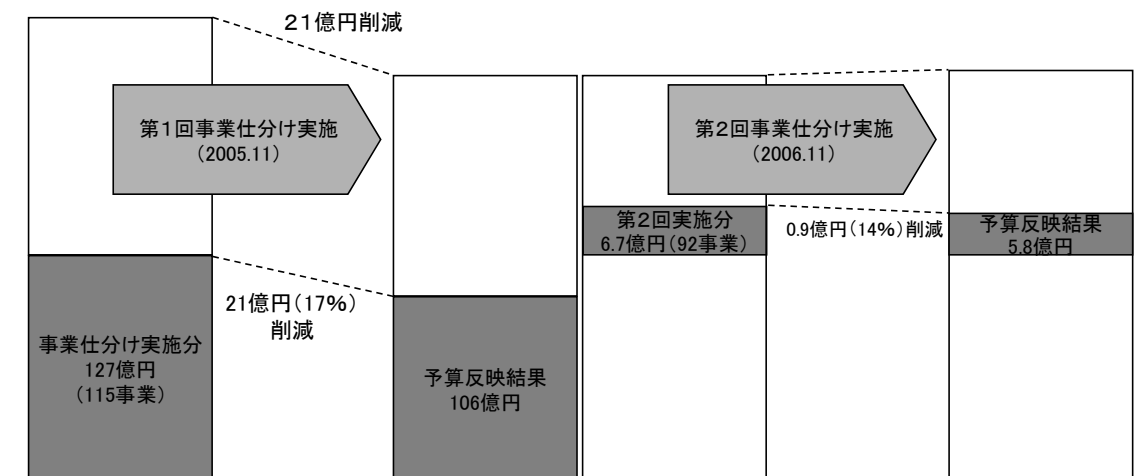 ２１億円削減
第１回事業仕分け実施
（2005.11）
第２回事業仕分け実施
（2006.11）
第２回実施分
6.7億円（92事業）
0.9億円（14％）削減
予算反映結果
5.8億円
21億円（17％）
削減
事業仕分け実施分
127億円
（115事業）
予算反映結果
106億円